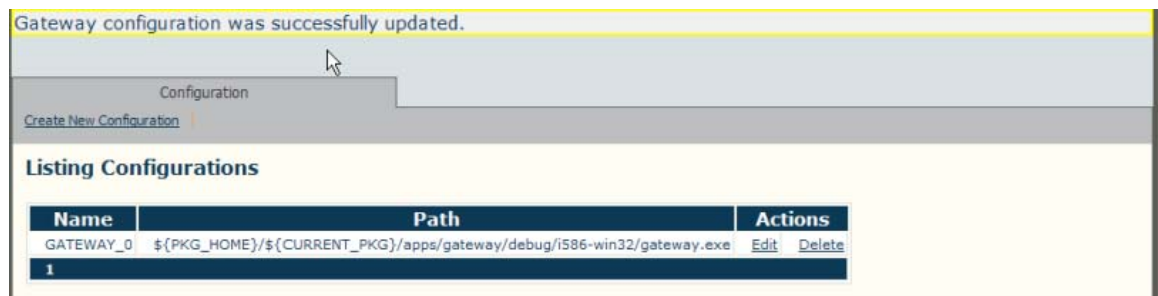 Gateway configuration was successfully updated.
Configuration
Create New Configuration
Listing Configurations
Name Path Actions
GATEWAY_0 ${PKG_HOME}/${CURRENT_PKG}/apps/gateway/debug/i586-win32/gateway.exe Edit Delete
1